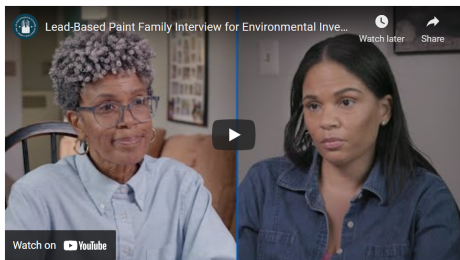 Lead-Based Paint Family Interview for Environmental Inve...
Watch later
Share
Watch on YouTube